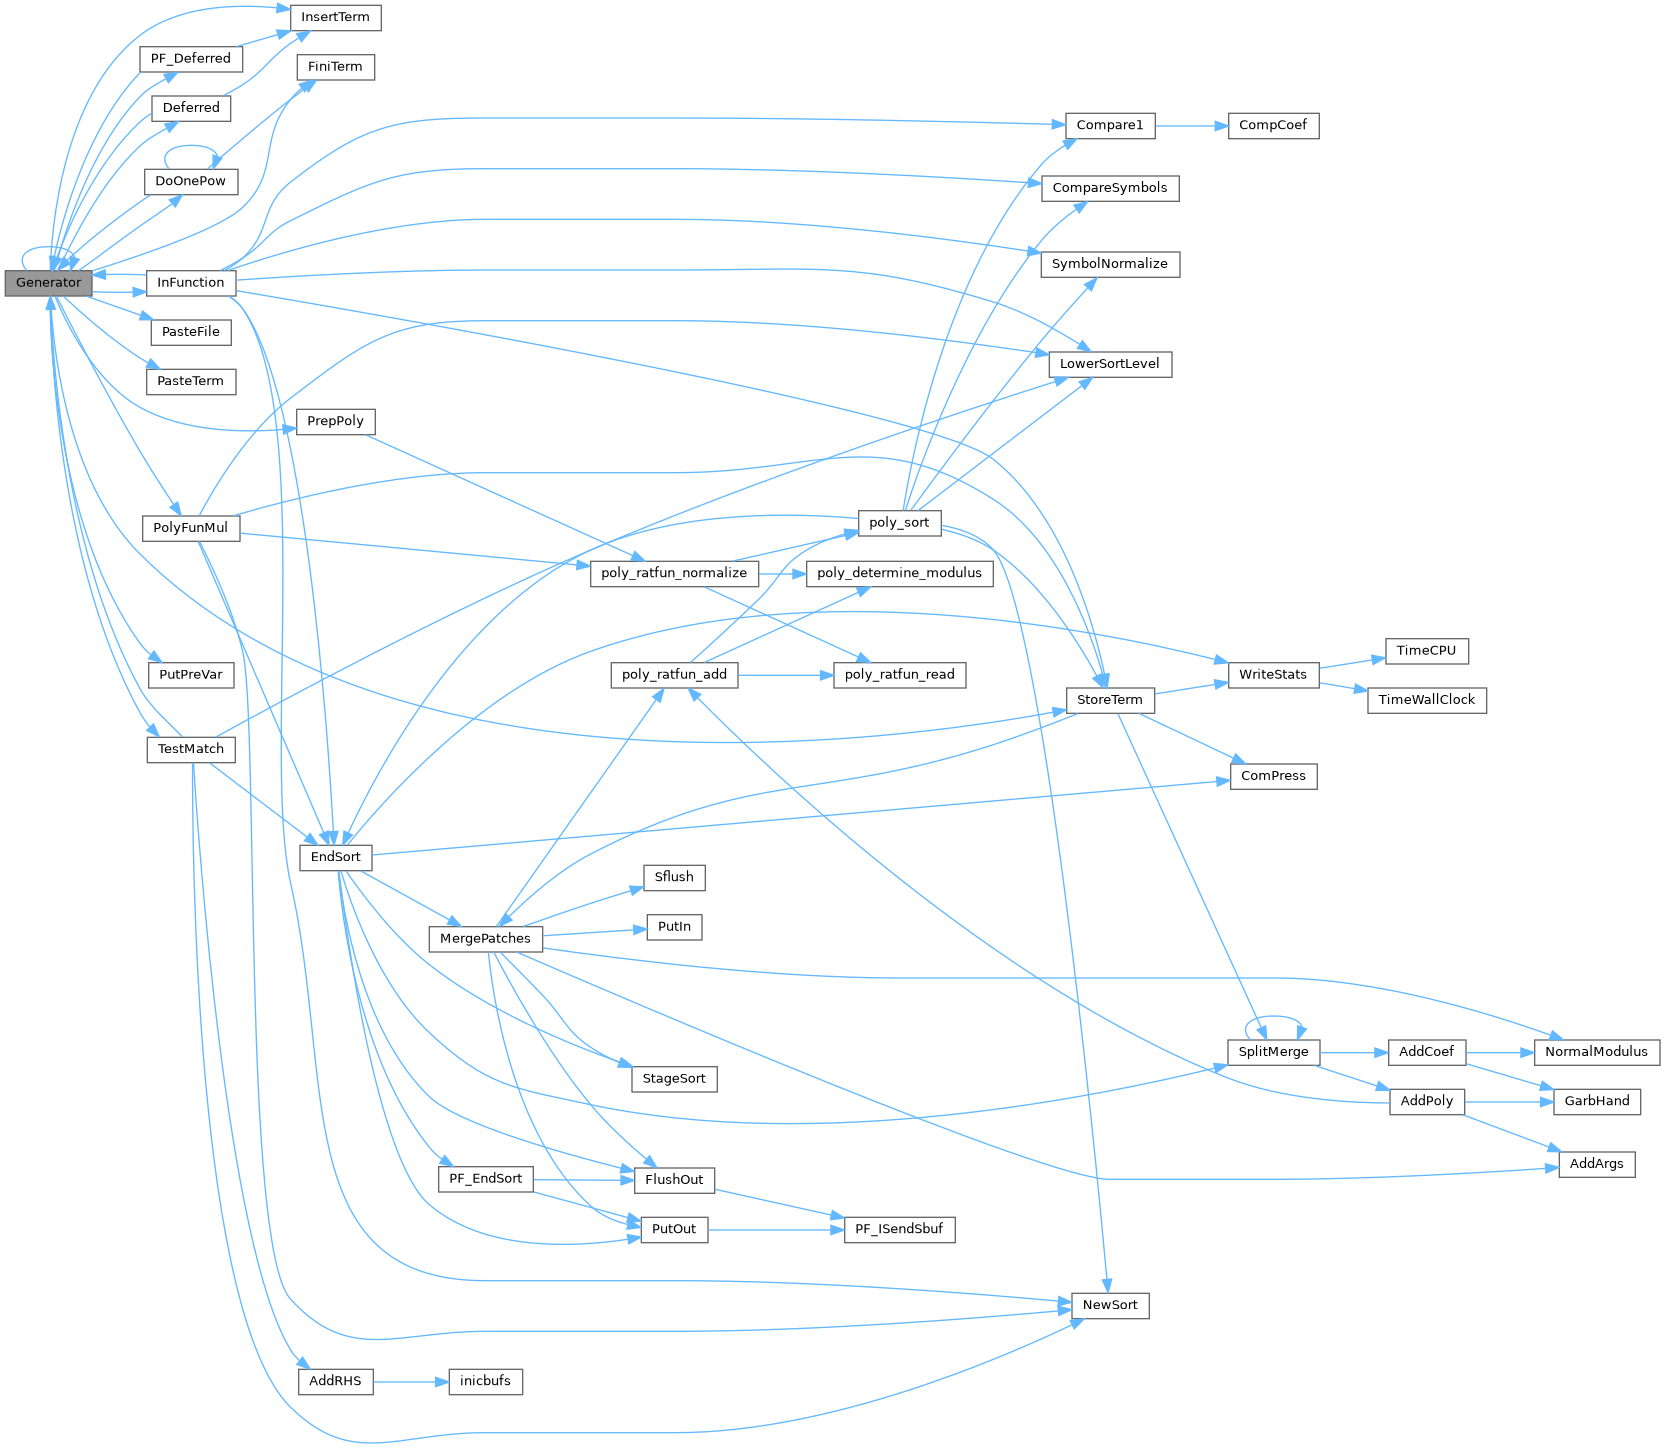 InsertTerm
PF_Deferred
FiniTerm
Deferred
Compare1
CompCoef
DoOnePow
CompareSymbols
SymbolNormalize
Generator
InFunction
PasteFile
LowerSortLevel
PasteTerm
PrepPoly
PolyFunMul
poly_sort
poly_ratfun_normalize
poly_determine_modulus
TimeCPU
PutPreVar
poly_ratfun_add
poly_ratfun_read
WriteStats
StoreTerm
TimeWallClock
TestMatch
ComPress
EndSort
Sflush
PutIn
MergePatches
SplitMerge
AddCoef
NormalModulus
StageSort
AddPoly
GarbHand
AddArgs
PF_EndSort
FlushOut
PutOut
PF_ISendSbuf
NewSort
AddRHS
inicbufs